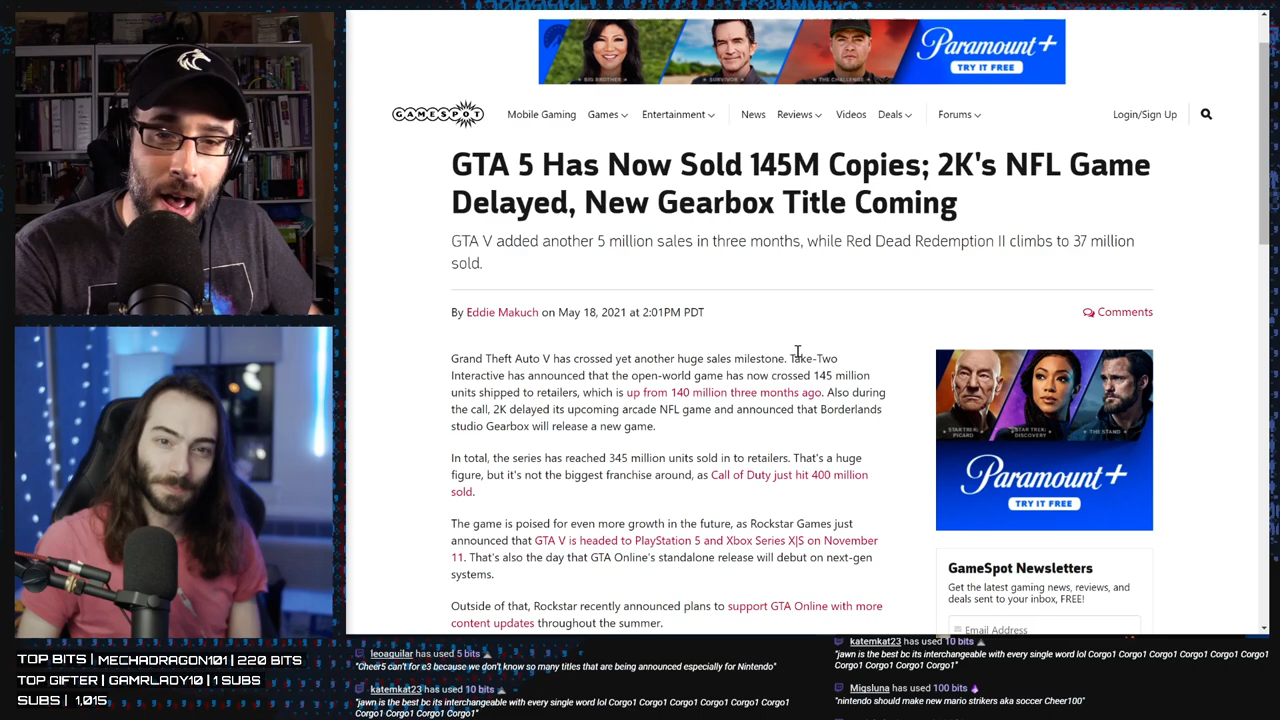 BIG BROTHER
SURVIVOR
THE CHALLENGE
Paramount+
TRY IT FREE
GAMESPOT
Mobile Gaming
Games
Entertainment
News
Reviews
Videos
Deals
Forums
Login/Sign Up
GTA 5 Has Now Sold 145M Copies; 2K's NFL Game
Delayed, New Gearbox Title Coming
GTA V added another 5 million sales in three months, while Red Dead Redemption II climbs to 37 million
sold.
By Eddie Makuch on May 18, 2021 at 2:01PM PDT
Comments
Grand Theft Auto V has crossed yet another huge sales milestone. Take-Two
Interactive has announced that the open-world game has now crossed 145 million
units shipped to retailers, which is up from 140 million three months ago. Also during
the call, 2K delayed its upcoming arcade NFL game and announced that Borderlands
studio Gearbox will release a new game.
In total, the series has reached 345 million units sold in to retailers. That's a huge
figure, but it's not the biggest franchise around, as Call of Duty just hit 400 million
sold.
The game is poised for even more growth in the future, as Rockstar Games just
announced that GTA V is headed to PlayStation 5 and Xbox Series X|S on November
11. That's also the day that GTA Online's standalone release will debut on next-gen
systems.
Outside of that, Rockstar recently announced plans to support GTA Online with more
content updates throughout the summer.
STAR TREK: PICARD
STAR TREK: DISCOVERY
THE STAND
Paramount+
TRY IT FREE
GameSpot Newsletters
Get the latest gaming news, reviews, and
deals sent to your inbox, FREE!
Email Address
TOP BITS | MECHADRAGON101 | 220 BITS
TOP GIFTER | GAMRLADY10 | 1 SUBS
SUBS | 1,015
leoaguilar has used 5 bits
"Cheer5 can't for e3 because we don't know so many titles that are being announced especially for Nintendo"
katemkat23 has used 10 bits
"jawn is the best bc its interchangeable with every single word lol Corgo1 Corgo1 Corgo1 Corgo1 Corgo1
Corgo1 Corgo1 Corgo1 Corgo1 Corgo1"
katemkat23 has used 10 bits
"jawn is the best bc its interchangeable with every single word lol Corgo1 Corgo1 Corgo1 Corgo1 Corgo1
Corgo1 Corgo1 Corgo1 Corgo1 Corgo1"
Migsluna has used 100 bits
"nintendo should make new mario strikers aka soccer Cheer100"